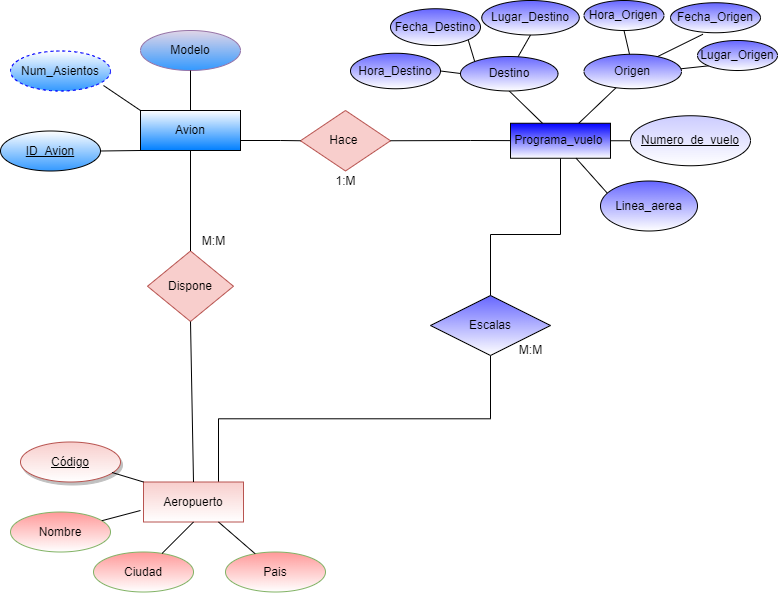 Hora_Origen
Fecha_Origen
Lugar_Destino
Fecha_Destino
Modelo
Lugar_Origen
Num_Asientos
Hora_Destino
Destino
Origen
Avion
Hace
Programa_vuelo
Numero_de_vuelo
ID_Avion
1:M
Linea_aerea
M:M
Dispone
Escalas
M:M
Código
Aeropuerto
Nombre
Ciudad
Pais